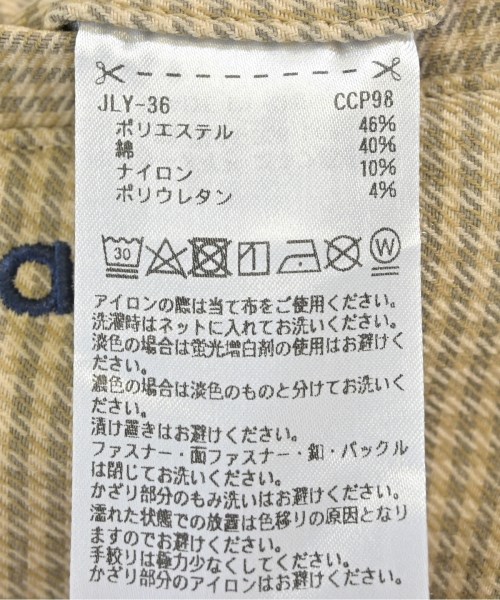 JLY-36 CCP98
ポリエステル 46%
綿 40%
ナイロン 10%
ポリウレタン 4%
30 W
アイロンの際は当て布をご使用ください。
洗濯時はネットに入れてお洗いください。
淡色の場合は蛍光増白剤の使用はお避けく
ださい。
濃色の場合は淡色のものと分けてお洗いく
ださい。
漬け置きはお避けください。
ファスナー・面ファスナー・釦・バックル
は閉じてお洗いください。
かざり部分のもみ洗いはお避けください。
濡れた状態での放置は色移りの原因となり
ますのでお避けください。
手絞りは極力少なくしてください。
かざり部分のアイロンはお避けください。
a